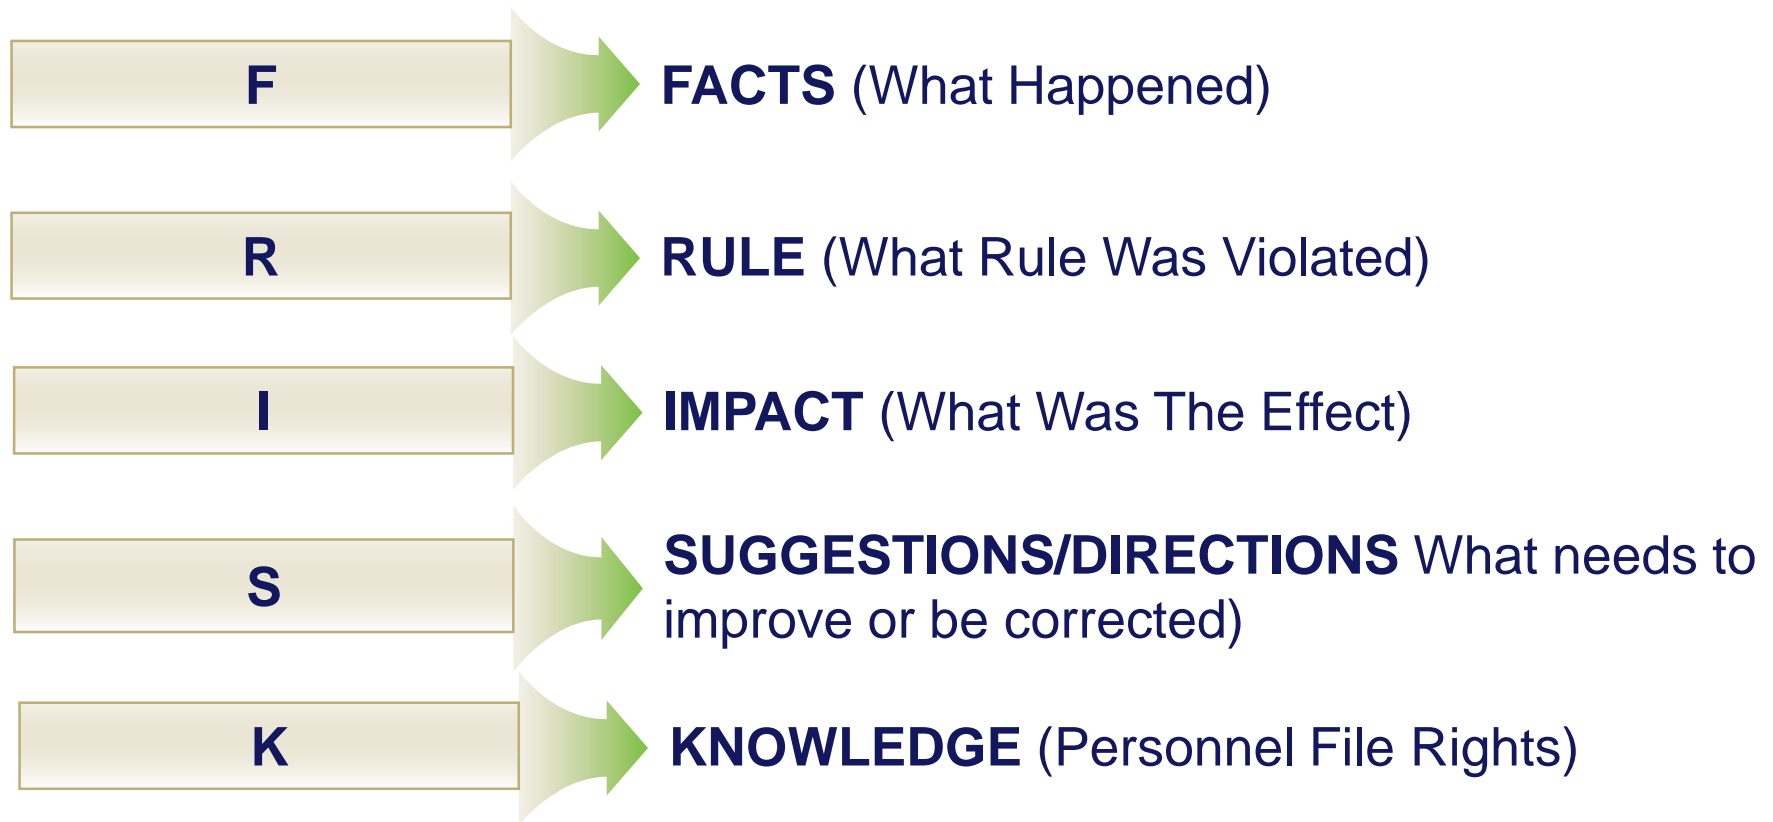 F
FACTS (What Happened)
R
RULE (What Rule Was Violated)
I
IMPACT (What Was The Effect)
S
SUGGESTIONS/DIRECTIONS What needs to
improve or be corrected)
K
KNOWLEDGE (Personnel File Rights)